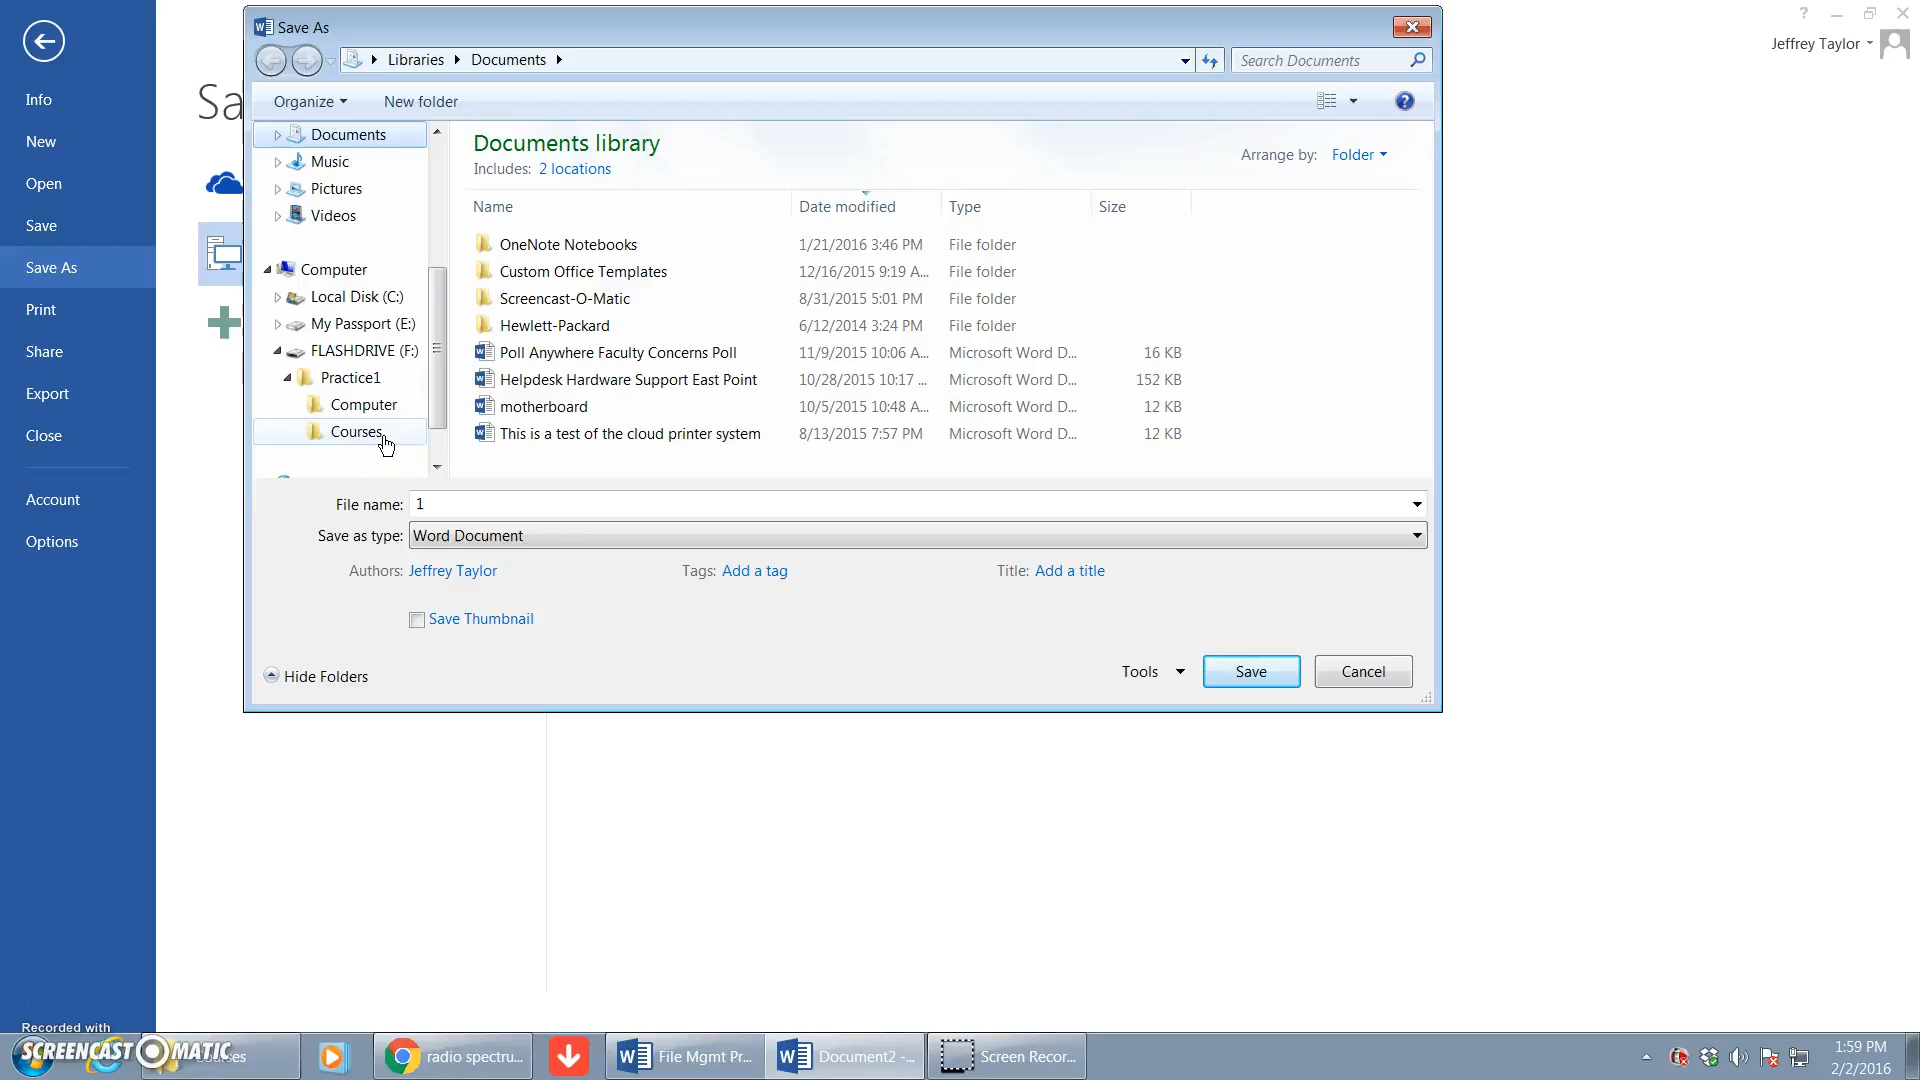 Save As
Libraries
Documents
Search Documents
Jeffrey Taylor
Organize
New folder
Info
New
Open
Save
Save As
Print
Share
Export
Close
Account
Options
Sa
Documents
Music
Pictures
Videos
Computer
Local Disk (C:)
My Passport (E:)
FLASHDRIVE (F:)
Practice1
Computer
Courses
Documents library
Includes: 2 locations
Arrange by: Folder
Name Date modified Type Size
OneNote Notebooks 1/21/2016 3:46 PM File folder
Custom Office Templates 12/16/2015 9:19 A... File folder
Screencast-O-Matic 8/31/2015 5:01 PM File folder
Hewlett-Packard 6/12/2014 3:24 PM File folder
Poll Anywhere Faculty Concerns Poll 11/9/2015 10:06 A... Microsoft Word D... 16 KB
Helpdesk Hardware Support East Point 10/28/2015 10:17 ... Microsoft Word D... 152 KB
motherboard 10/5/2015 10:48 A... Microsoft Word D... 12 KB
This is a test of the cloud printer system 8/13/2015 7:57 PM Microsoft Word D... 12 KB
File name: 1
Save as type: Word Document
Authors: Jeffrey Taylor Tags: Add a tag Title: Add a title
Save Thumbnail
Hide Folders
Tools
Save
Cancel
Recorded with
SCREENCAST MATIC
radio spectru...
File Mgmt Pr...
Document2 -...
Screen Recor...
1:59 PM
2/2/2016